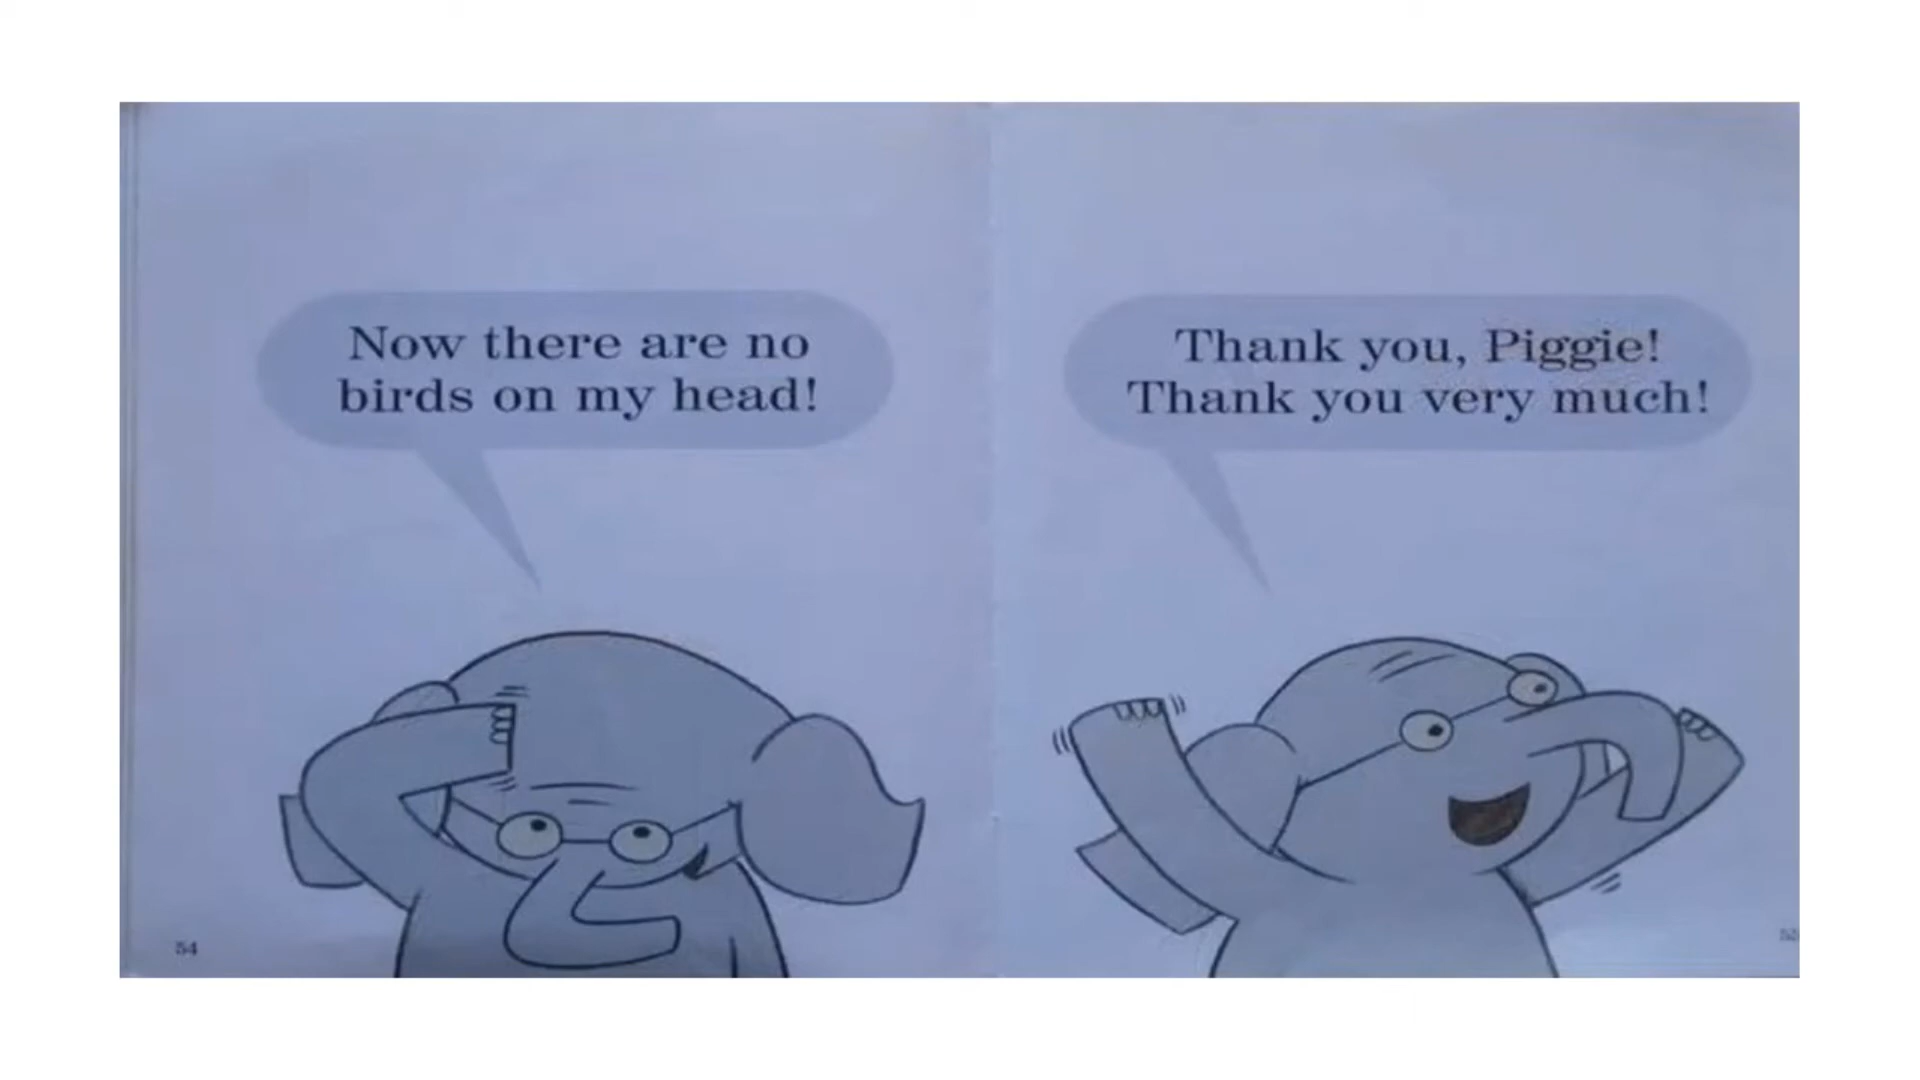 Now there are no
birds on my head!
54
Thank you, Piggie!
Thank you very much!